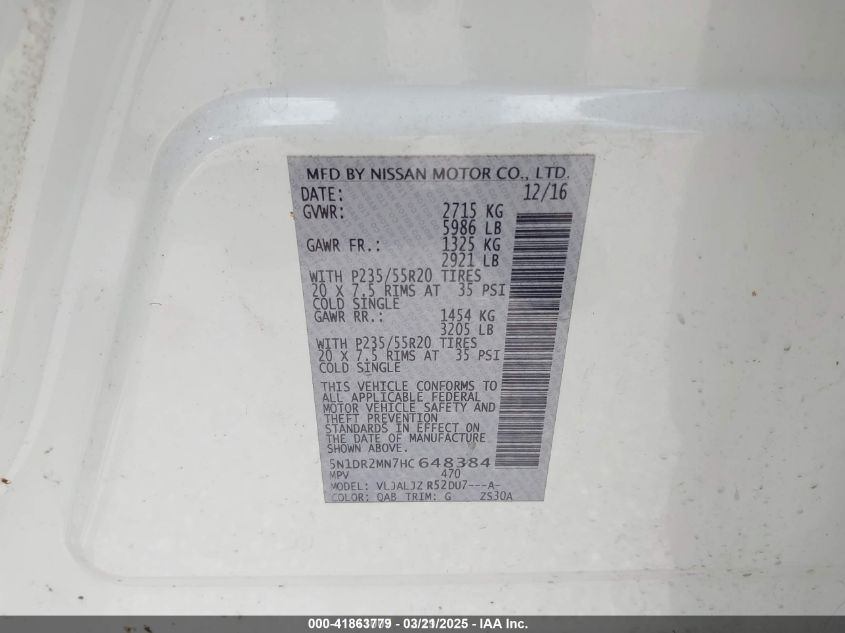 MFD BY NISSAN MOTOR CO., LTD.
DATE: 12/16
GVWR: 2715 KG
5986 LB
GAWR FR.: 1325 KG
2921 LB
WITH P235/55R20 TIRES
20 X 7.5 RIMS AT 35 PSI
COLD SINGLE
GAWR RR.: 1454 KG
3205 LB
WITH P235/55R20 TIRES
20 X 7.5 RIMS AT 35 PSI
COLD SINGLE
THIS VEHICLE CONFORMS TO
ALL APPLICABLE FEDERAL
MOTOR VEHICLE SAFETY AND
THEFT PREVENTION
STANDARDS IN EFFECT ON
THE DATE OF MANUFACTURE
SHOWN ABOVE.
5N1DR2MN7HC648384
MPV 470
MODEL: VLJALJZ R52DU7---A-
COLOR: QAB TRIM: G ZS30A
000-41863779 - 03/21/2025 - IAA Inc.